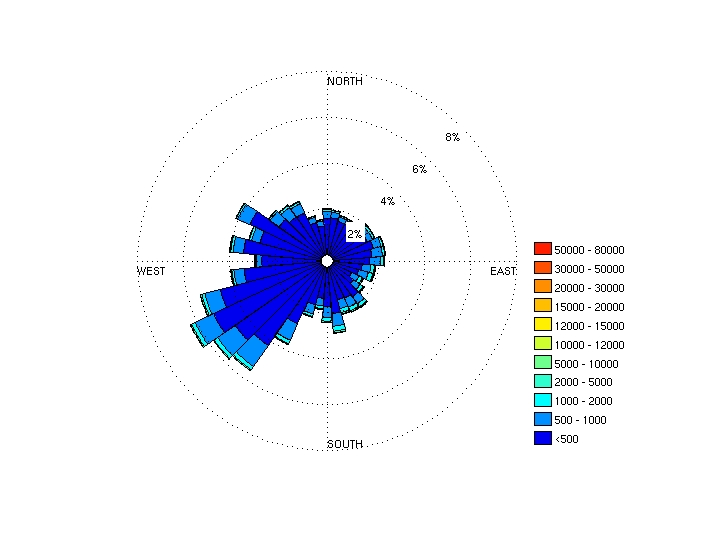 NORTH
8%
6%
4%
2%
WEST
EAST
SOUTH
50000 - 80000
30000 - 50000
20000 - 30000
15000 - 20000
12000 - 15000
10000 - 12000
5000 - 10000
2000 - 5000
1000 - 2000
500 - 1000
<500